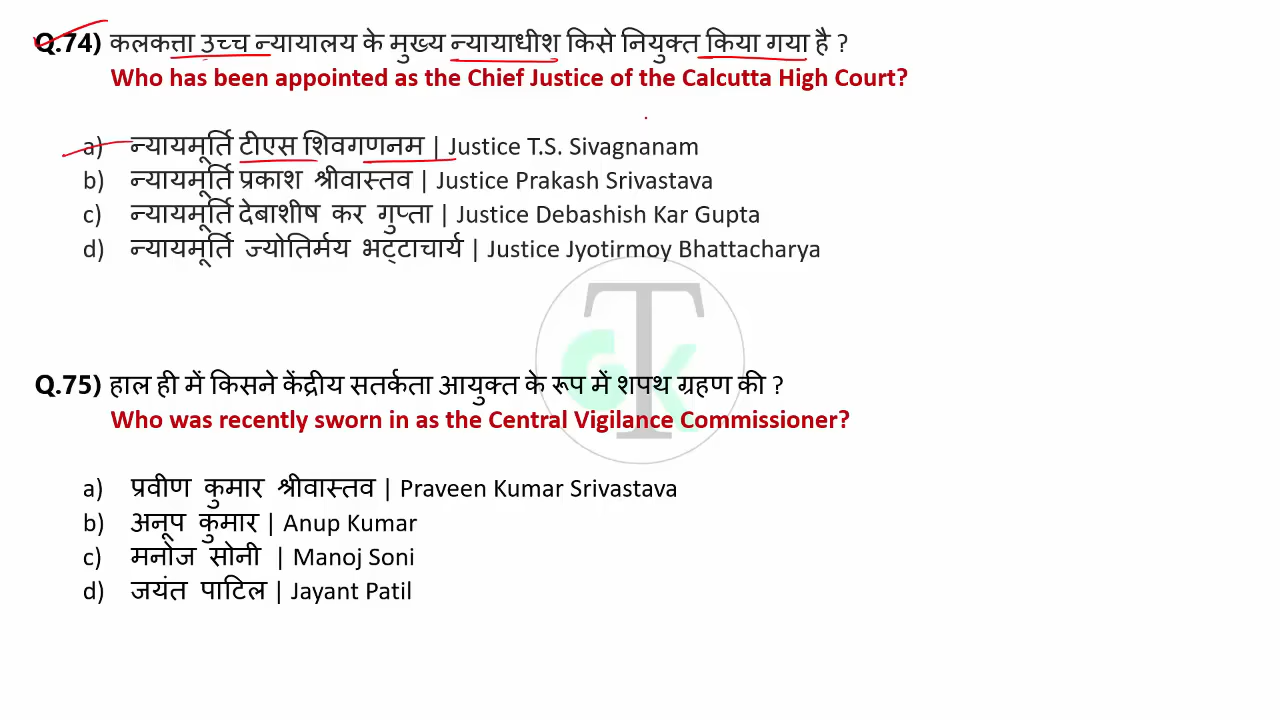 Q.74) कलकत्ता उच्च न्यायालय के मुख्य न्यायाधीश किसे नियुक्त किया गया है ?
Who has been appointed as the Chief Justice of the Calcutta High Court?
a) न्यायमूर्ति टीएस शिवगणनम | Justice T.S. Sivagnanam
b) न्यायमूर्ति प्रकाश श्रीवास्तव | Justice Prakash Srivastava
c) न्यायमूर्ति देबाशीष कर गुप्ता | Justice Debashish Kar Gupta
d) न्यायमूर्ति ज्योतिर्मय भट्टाचार्य | Justice Jyotirmoy Bhattacharya
GTK
Q.75) हाल ही में किसने केंद्रीय सतर्कता आयुक्त के रूप में शपथ ग्रहण की ?
Who was recently sworn in as the Central Vigilance Commissioner?
a) प्रवीण कुमार श्रीवास्तव | Praveen Kumar Srivastava
b) अनूप कुमार | Anup Kumar
c) मनोज सोनी | Manoj Soni
d) जयंत पाटिल | Jayant Patil